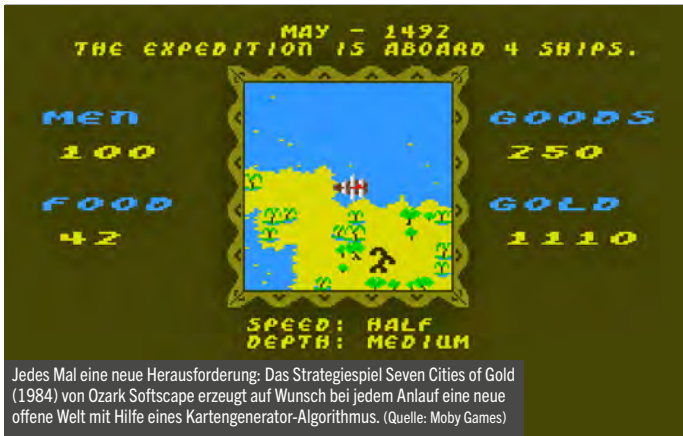 MAY - 1492
THE EXPEDITION IS ABOARD 4 SHIPS.
MEN
100
GOODS
250
FOOD
42
GOLD
1110
SPEED: HALF
DEPTH: MEDIUM
Jedes Mal eine neue Herausforderung: Das Strategiespiel Seven Cities of Gold
(1984) von Ozark Softscape erzeugt auf Wunsch bei jedem Anlauf eine neue
offene Welt mit Hilfe eines Kartengenerator-Algorithmus. (Quelle: Moby Games)